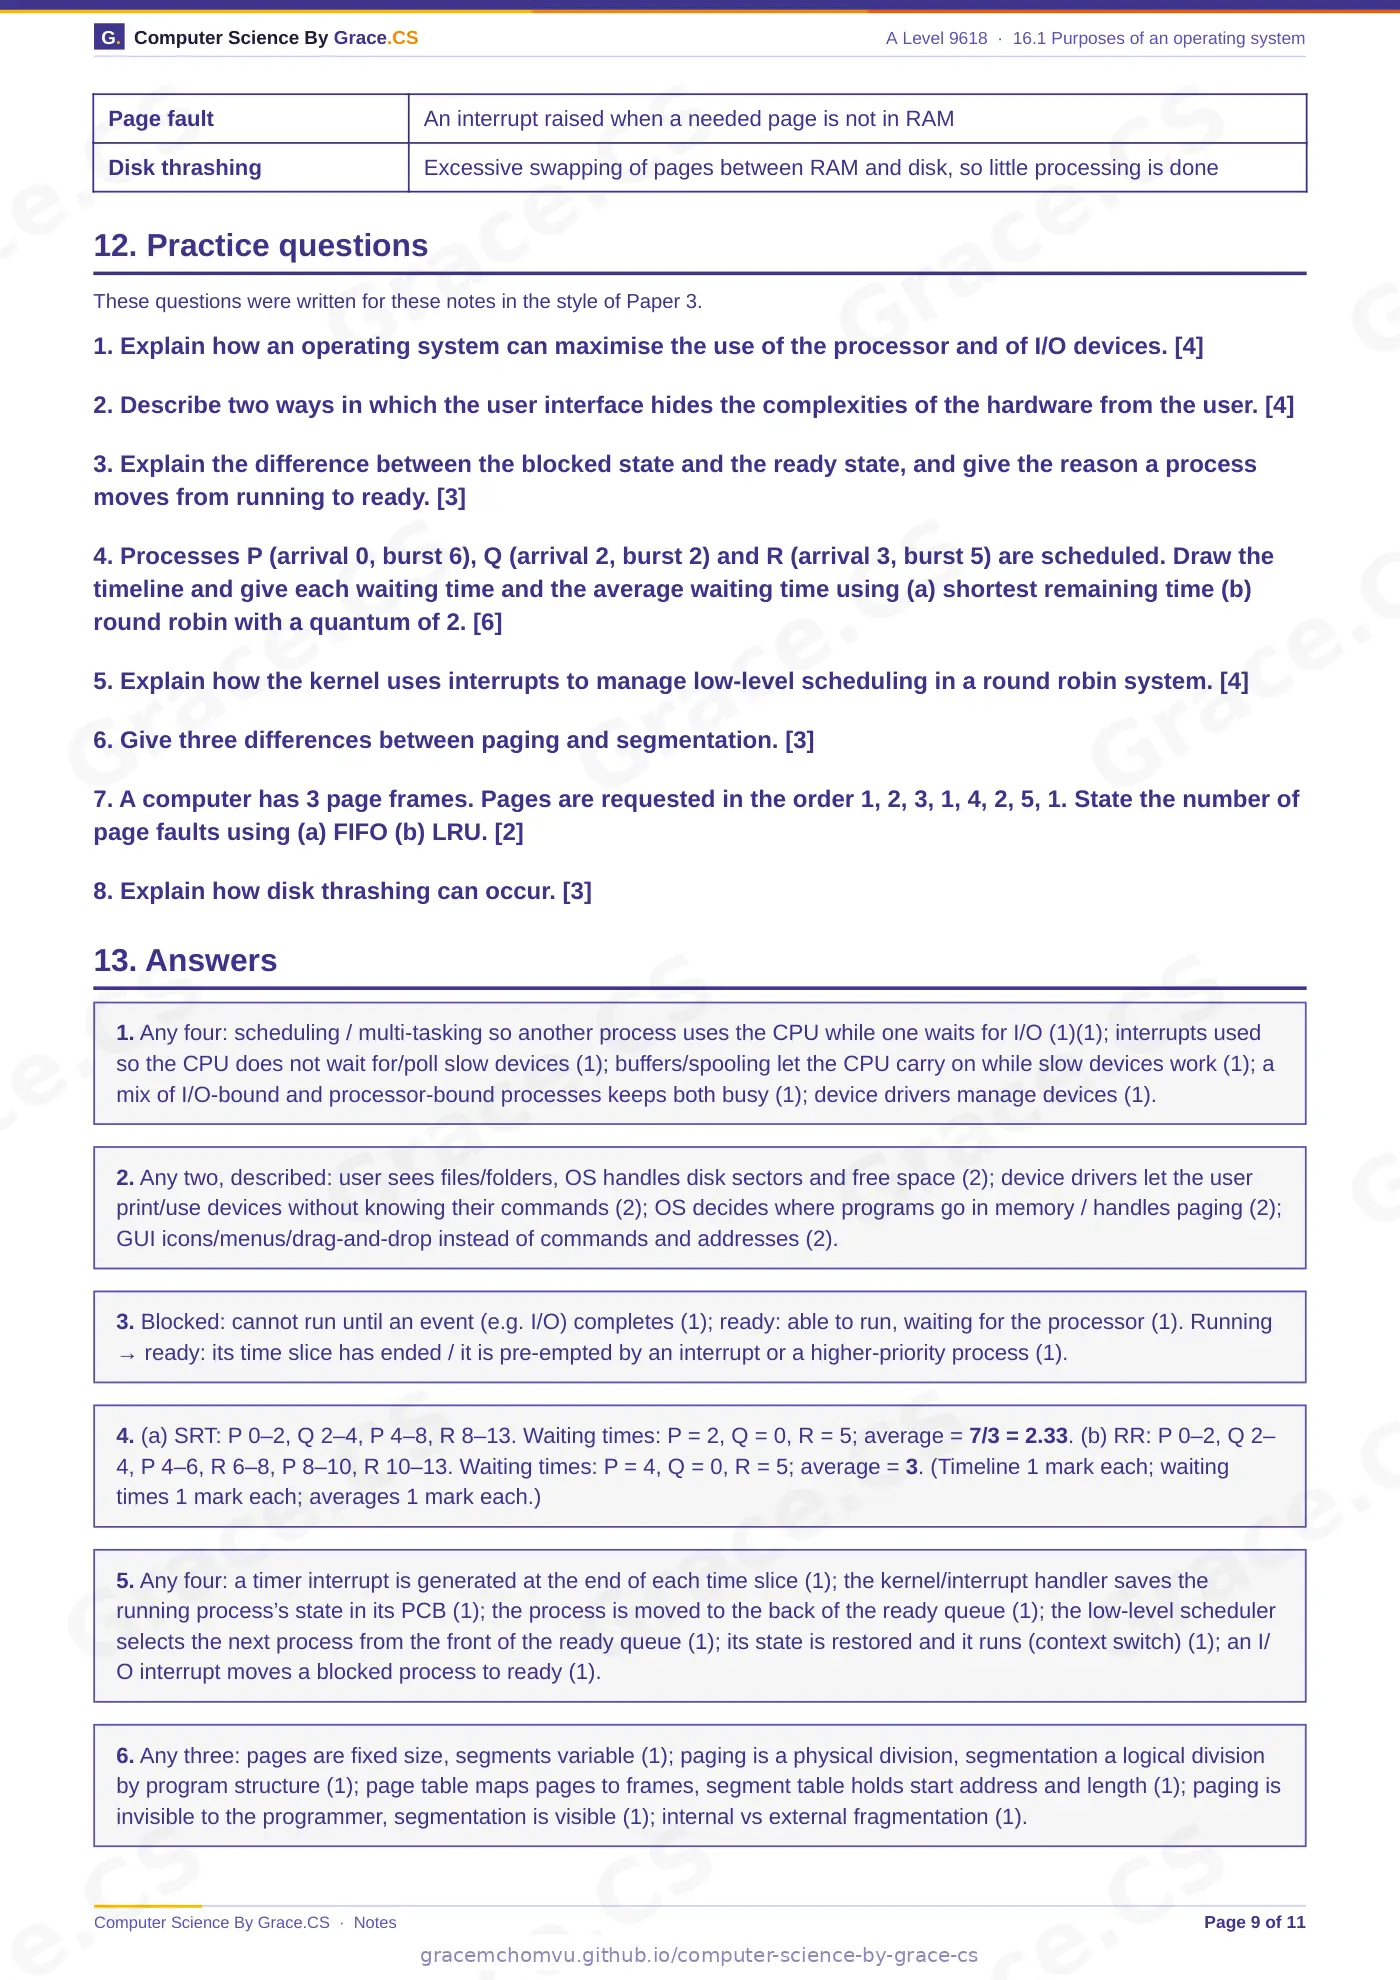 G. Computer Science By Grace.CS
A Level 9618 · 16.1 Purposes of an operating system
Page fault An interrupt raised when a needed page is not in RAM
Disk thrashing Excessive swapping of pages between RAM and disk, so little processing is done
12. Practice questions
These questions were written for these notes in the style of Paper 3.
1. Explain how an operating system can maximise the use of the processor and of I/O devices. [4]
2. Describe two ways in which the user interface hides the complexities of the hardware from the user. [4]
3. Explain the difference between the blocked state and the ready state, and give the reason a process
moves from running to ready. [3]
4. Processes P (arrival 0, burst 6), Q (arrival 2, burst 2) and R (arrival 3, burst 5) are scheduled. Draw the
timeline and give each waiting time and the average waiting time using (a) shortest remaining time (b)
round robin with a quantum of 2. [6]
5. Explain how the kernel uses interrupts to manage low-level scheduling in a round robin system. [4]
6. Give three differences between paging and segmentation. [3]
7. A computer has 3 page frames. Pages are requested in the order 1, 2, 3, 1, 4, 2, 5, 1. State the number of
page faults using (a) FIFO (b) LRU. [2]
8. Explain how disk thrashing can occur. [3]
13. Answers
1. Any four: scheduling / multi-tasking so another process uses the CPU while one waits for I/O (1)(1); interrupts used
so the CPU does not wait for/poll slow devices (1); buffers/spooling let the CPU carry on while slow devices work (1); a
mix of I/O-bound and processor-bound processes keeps both busy (1); device drivers manage devices (1).
2. Any two, described: user sees files/folders, OS handles disk sectors and free space (2); device drivers let the user
print/use devices without knowing their commands (2); OS decides where programs go in memory / handles paging (2);
GUI icons/menus/drag-and-drop instead of commands and addresses (2).
3. Blocked: cannot run until an event (e.g. I/O) completes (1); ready: able to run, waiting for the processor (1). Running
→ ready: its time slice has ended / it is pre-empted by an interrupt or a higher-priority process (1).
4. (a) SRT: P 0–2, Q 2–4, P 4–8, R 8–13. Waiting times: P = 2, Q = 0, R = 5; average = 7/3 = 2.33. (b) RR: P 0–2, Q 2–
4, P 4–6, R 6–8, P 8–10, R 10–13. Waiting times: P = 4, Q = 0, R = 5; average = 3. (Timeline 1 mark each; waiting
times 1 mark each; averages 1 mark each.)
5. Any four: a timer interrupt is generated at the end of each time slice (1); the kernel/interrupt handler saves the
running process’s state in its PCB (1); the process is moved to the back of the ready queue (1); the low-level scheduler
selects the next process from the front of the ready queue (1); its state is restored and it runs (context switch) (1); an I/
O interrupt moves a blocked process to ready (1).
6. Any three: pages are fixed size, segments variable (1); paging is a physical division, segmentation a logical division
by program structure (1); page table maps pages to frames, segment table holds start address and length (1); paging is
invisible to the programmer, segmentation is visible (1); internal vs external fragmentation (1).
Computer Science By Grace.CS · Notes
Page 9 of 11
gracemchomvu.github.io/computer-science-by-grace-cs